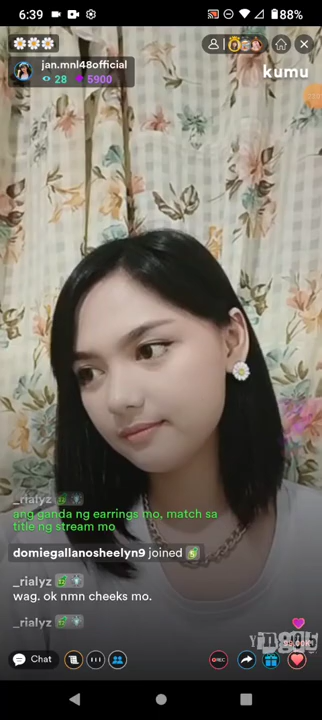 6:39
88%
jan.mnl48official
28 5900
kumu
_rialyz
ang ganda ng earrings mo, match sa
title ng stream mo
domiegallanosheelyn9 joined
_rialyz
wag. ok nmn cheeks mo.
_rialyz
Chat
REC